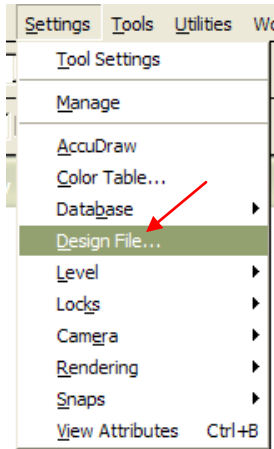 Settings Tools Utilities Wo
Tool Settings
Manage
AccuDraw
Color Table...
Database
Design File...
Level
Locks
Camera
Rendering
Snaps
View Attributes Ctrl+B